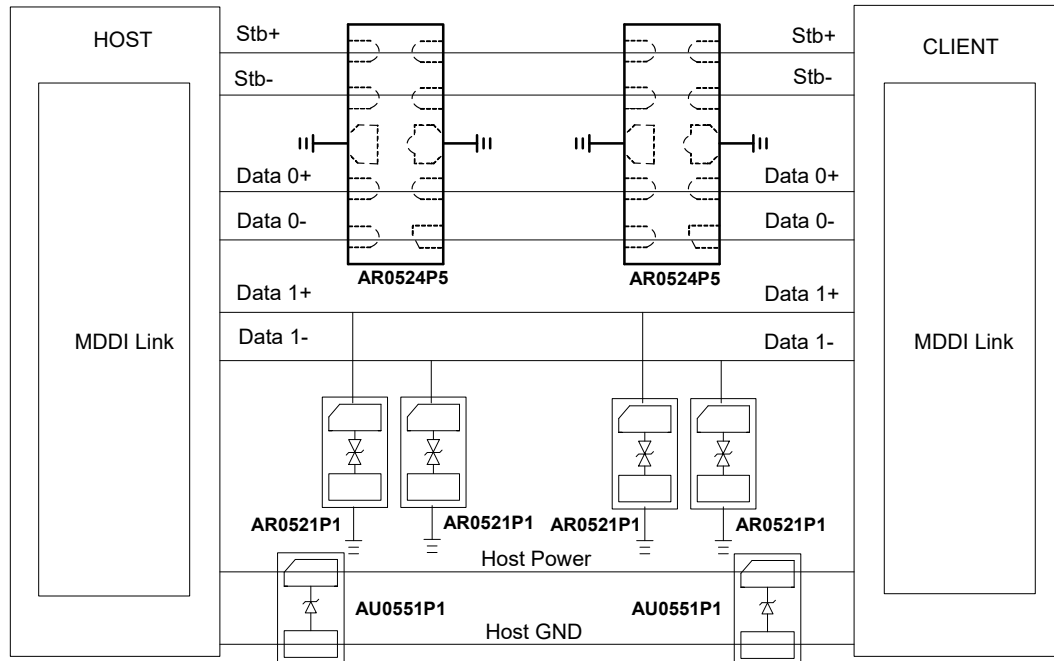 HOST
Stb+
Stb+
CLIENT
Stb-
Stb-
Data 0+
Data 0+
Data 0-
Data 0-
AR0524P5
AR0524P5
Data 1+
Data 1+
MDDI Link
Data 1-
Data 1-
MDDI Link
AR0521P1
AR0521P1
AR0521P1
AR0521P1
Host Power
AU0551P1
AU0551P1
Host GND